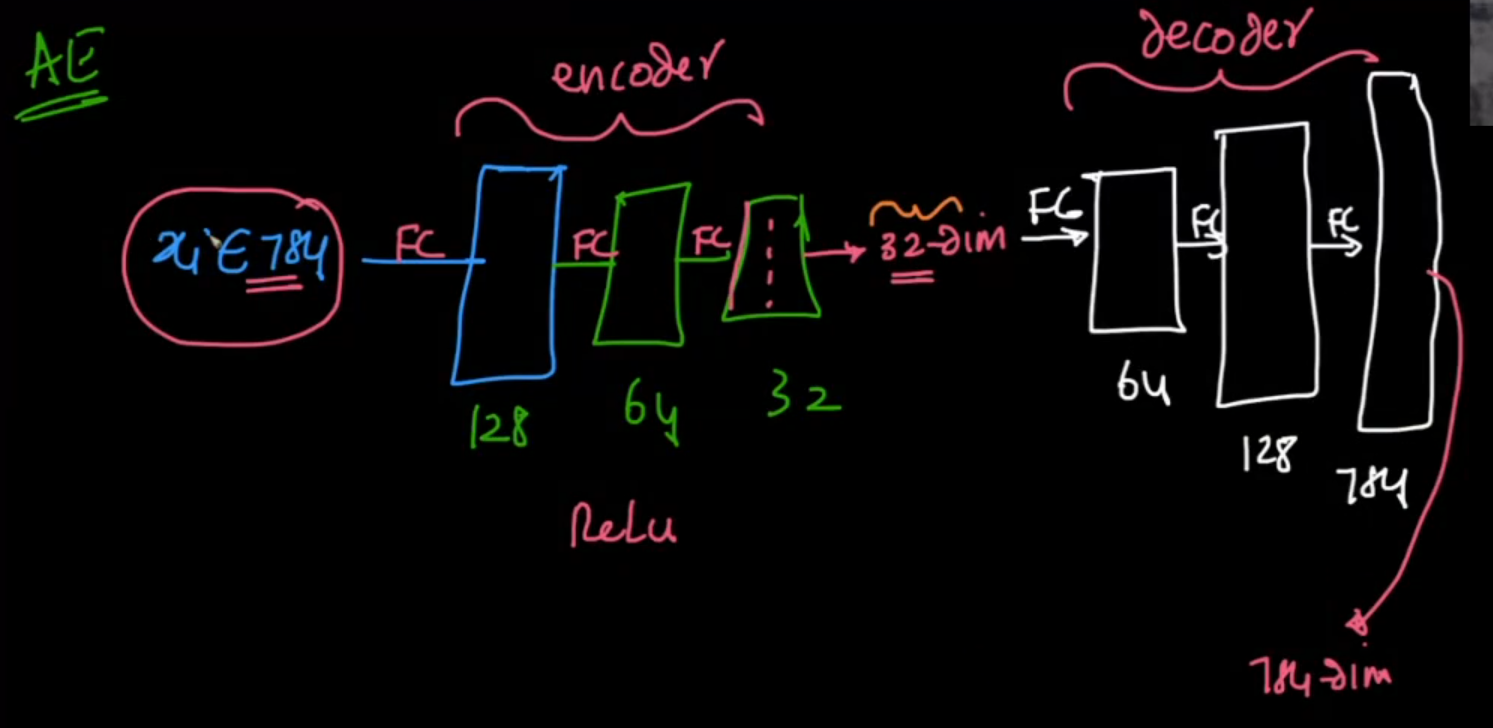 AE
encoder
decoder
xi ∈ 784
FC
FC
FC
32-dim
FC
FC
FC
128
64
32
64
128
784
ReLu
784-dim